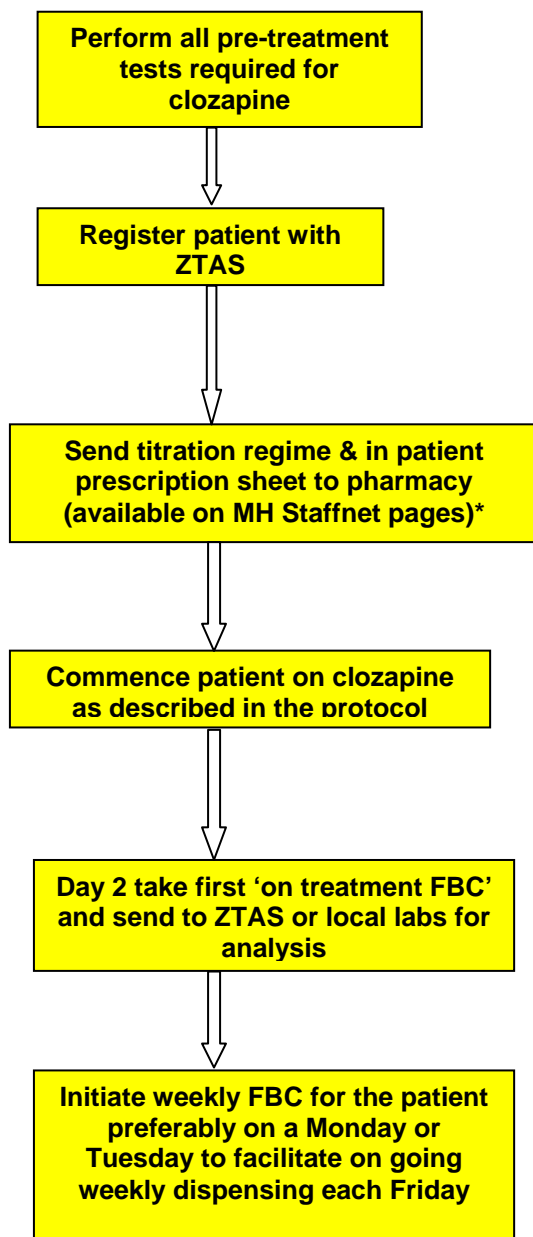 Perform all pre-treatment
tests required for
clozapine
Register patient with
ZTAS
Send titration regime & in patient
prescription sheet to pharmacy
(available on MH Staffnet pages)*
Commence patient on clozapine
as described in the protocol
Day 2 take first ‘on treatment FBC’
and send to ZTAS or local labs for
analysis
Initiate weekly FBC for the patient
preferably on a Monday or
Tuesday to facilitate on going
weekly dispensing each Friday